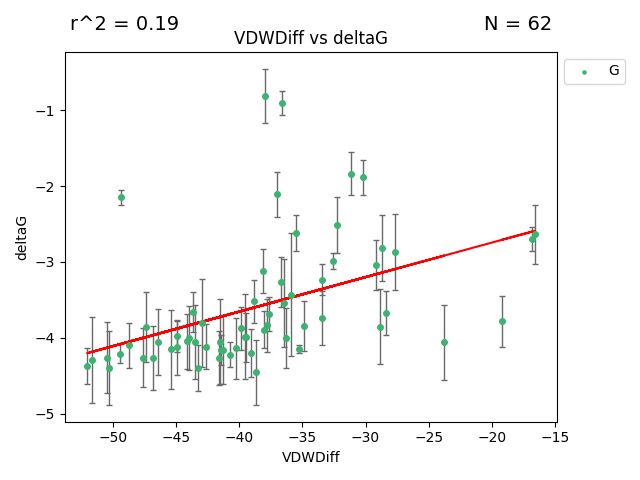 r^2 = 0.19
N = 62
VDWDiff vs deltaG
G
−1
−2
−3
−4
−5
deltaG
−50 −45 −40 −35 −30 −25 −20 −15
VDWDiff